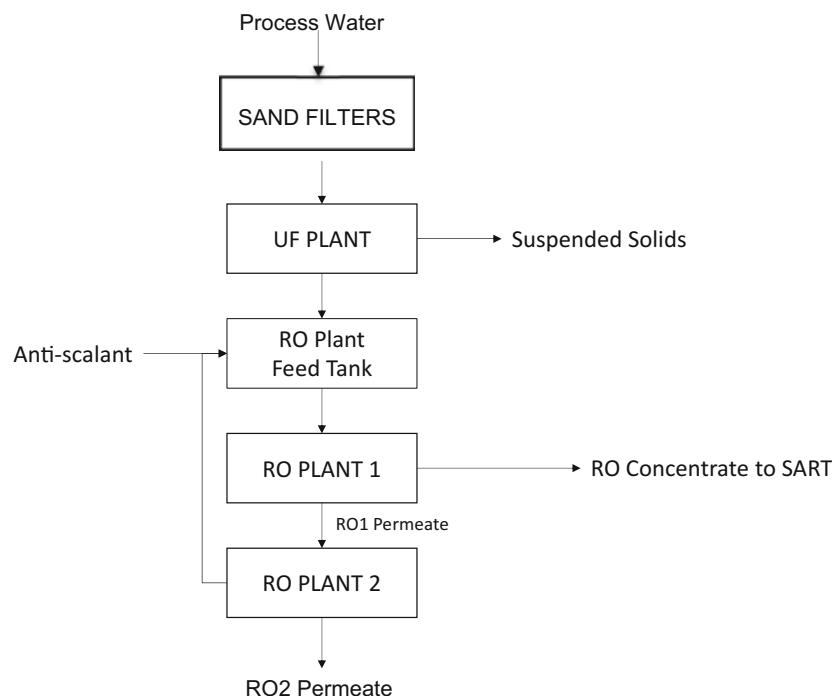 Process Water
SAND FILTERS
UF PLANT
Suspended Solids
Anti-scalant
RO Plant
Feed Tank
RO PLANT 1
RO Concentrate to SART
RO1 Permeate
RO PLANT 2
RO2 Permeate